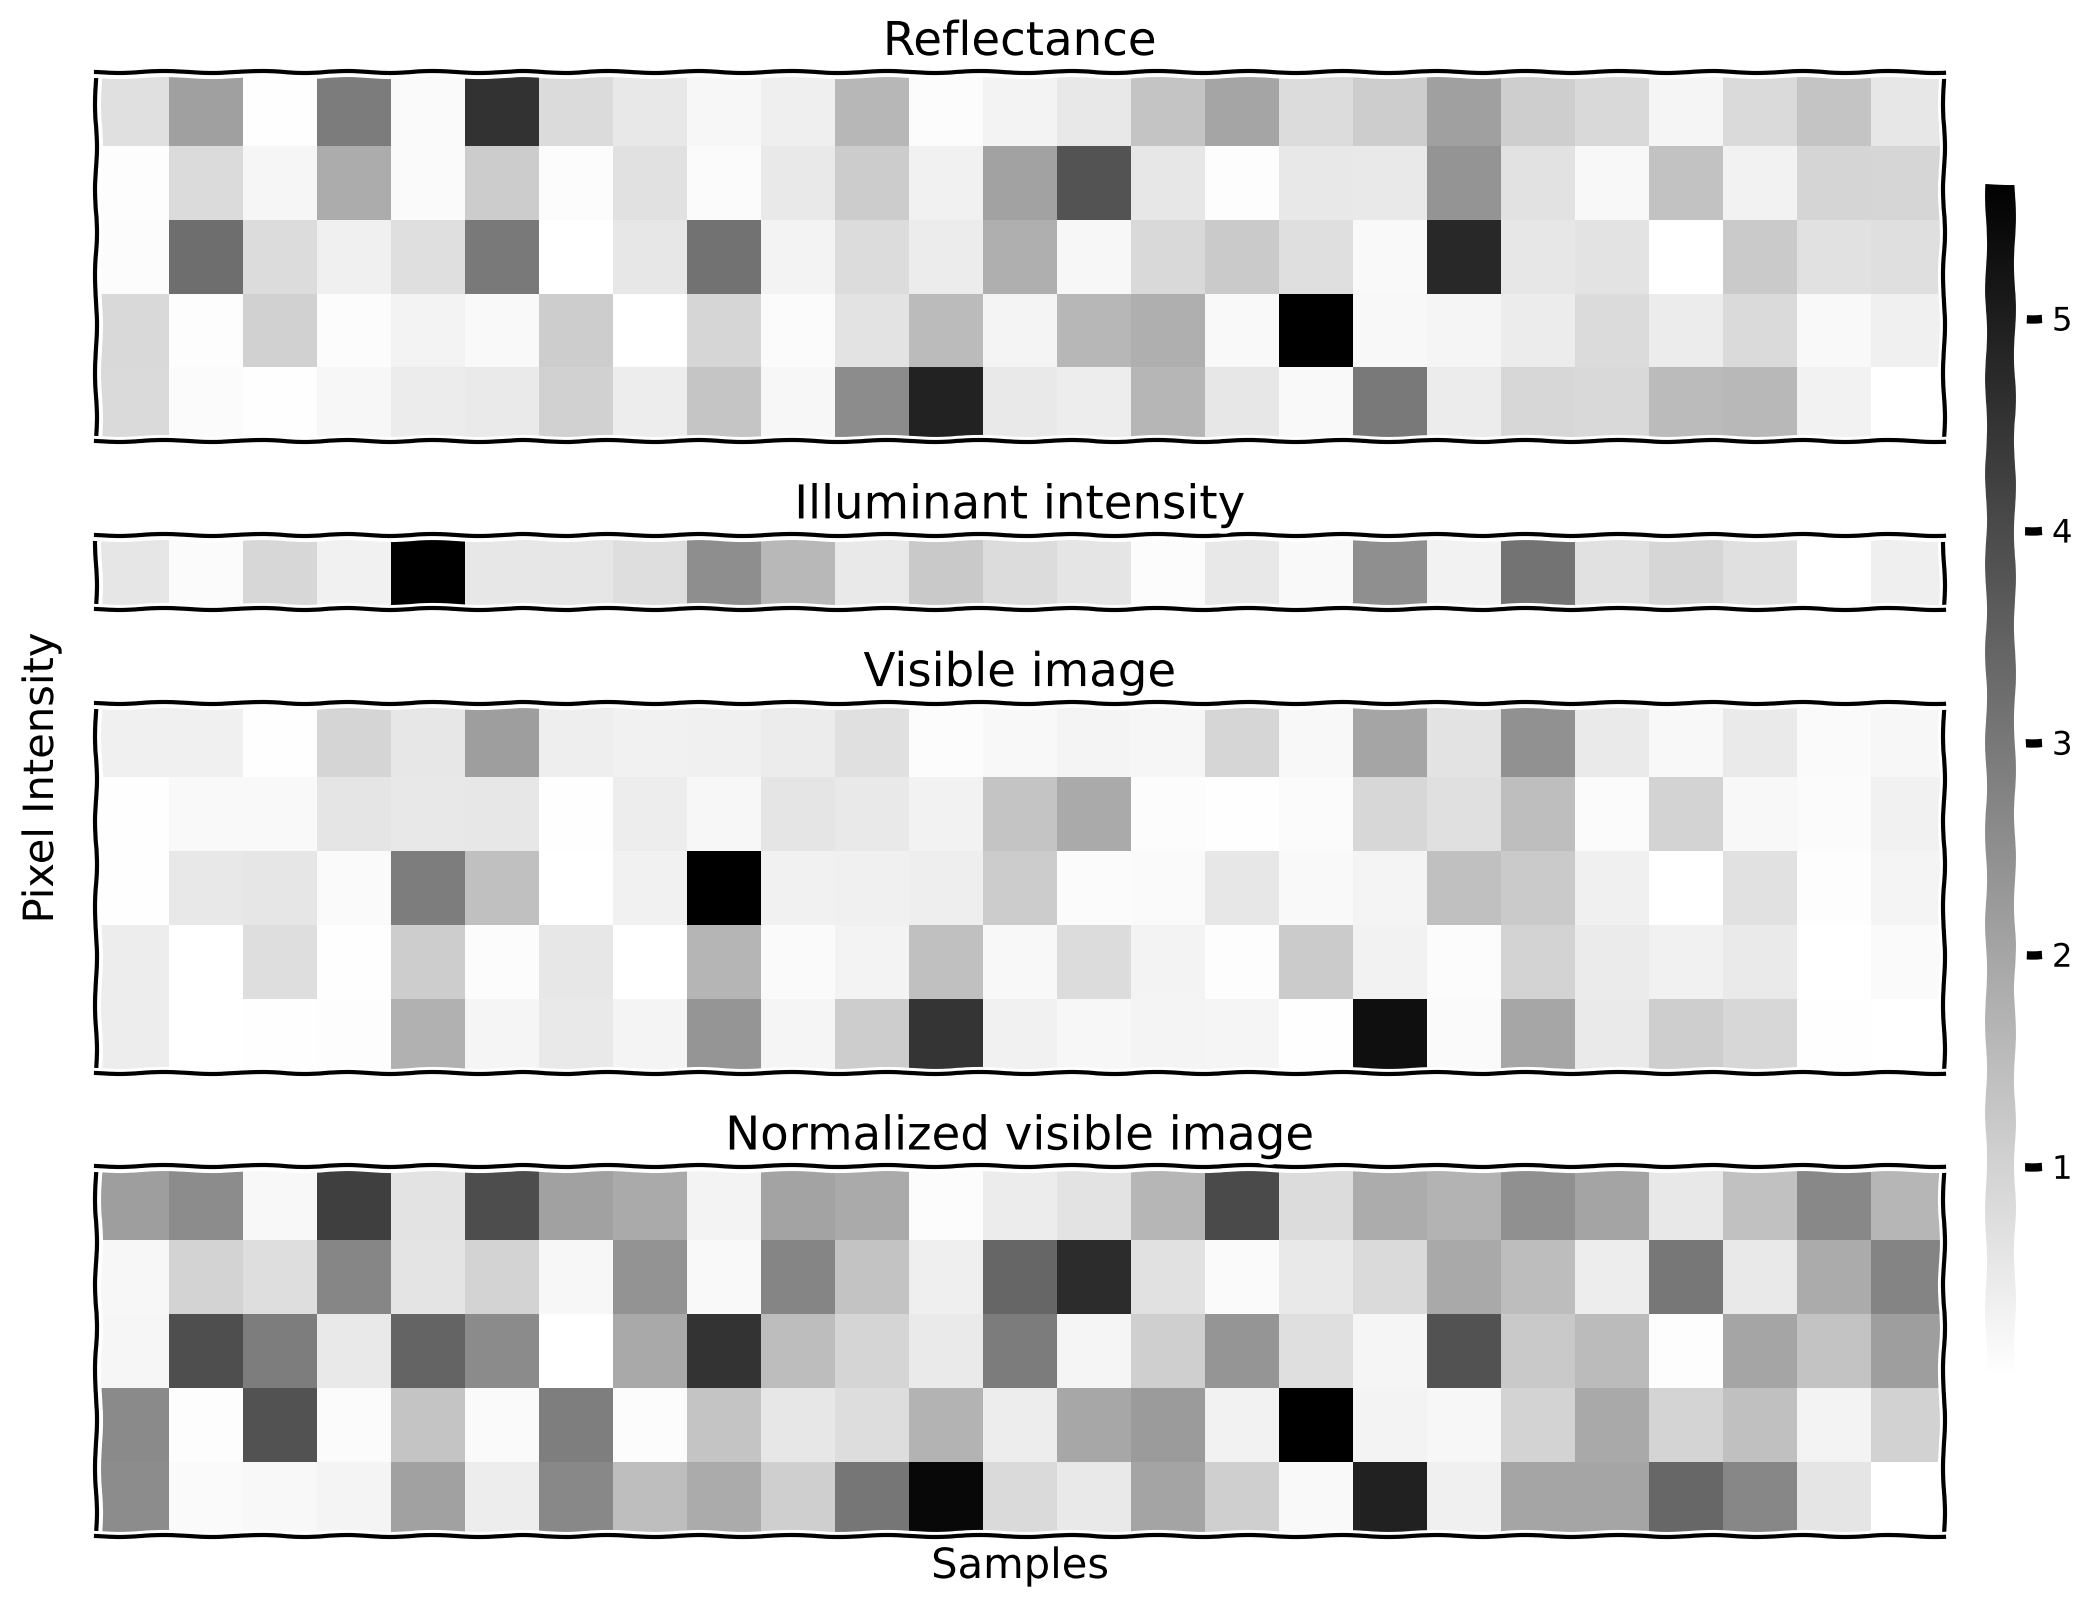 Reflectance
Illuminant intensity
Visible image
Normalized visible image
Pixel Intensity
Samples
5
4
3
2
1